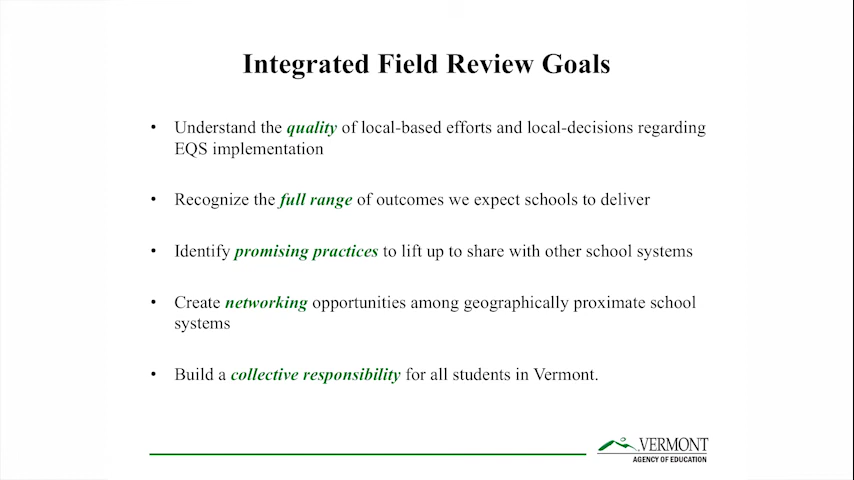 Integrated Field Review Goals
• Understand the quality of local-based efforts and local-decisions regarding
EQS implementation
• Recognize the full range of outcomes we expect schools to deliver
• Identify promising practices to lift up to share with other school systems
• Create networking opportunities among geographically proximate school
systems
• Build a collective responsibility for all students in Vermont.
VERMONT
AGENCY OF EDUCATION